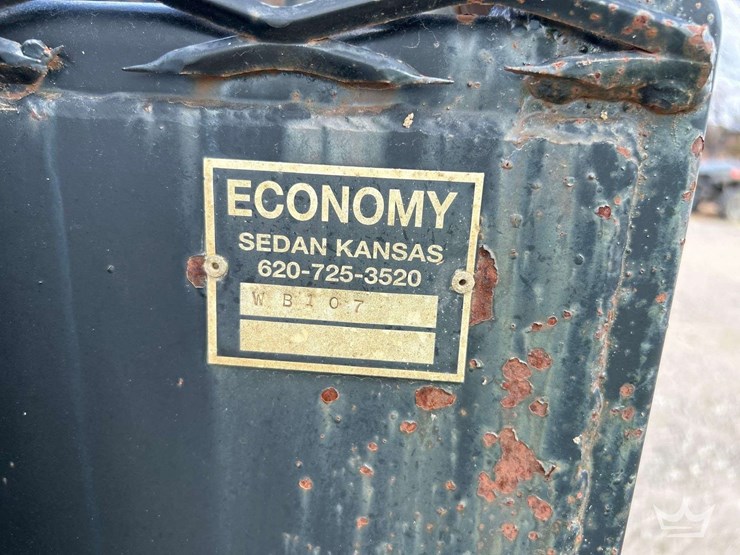 ECONOMY
SEDAN KANSAS
620-725-3520
WB107